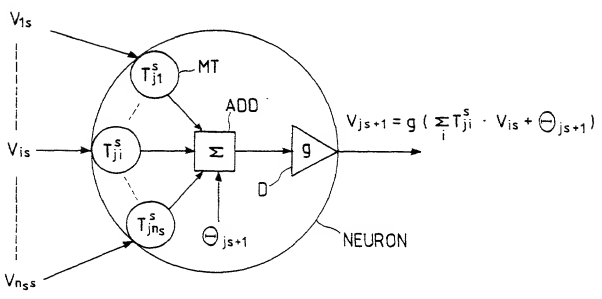 V1s
Tˢj1
MT
ADD
Vjs+1 = g ( Σi Tˢji · Vis + Θjs+1 )
Vis
Tˢji
Σ
g
D
Tˢjns
Θjs+1
NEURON
Vnss